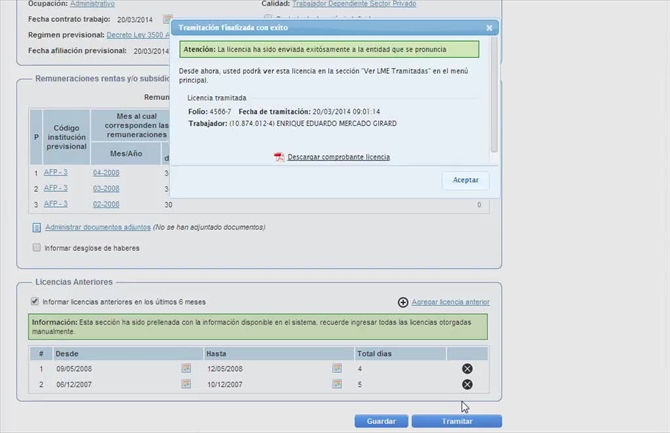 Ocupación: Administrativo
Calidad: Trabajador Dependiente Sector Privado
Fecha contrato trabajo: 20/03/2014
Regimen previsional: Decreto Ley 3500 A
Fecha afiliación previsional: 20/03/2014
Tramitación finalizada con exito
Atención: La licencia ha sido enviada exitósamente a la entidad que se pronuncia
Desde ahora, usted podrá ver esta licencia en la sección "Ver LME Tramitadas" en el menú principal.
Licencia tramitada
Folio: 4566-7 Fecha de tramitación: 20/03/2014 09:01:14
Trabajador: (10.874.012-4) ENRIQUE EDUARDO MERCADO GIRARD
Descargar comprobante licencia
Aceptar
Remuneraciones rentas y/o subsidio
Remun
P
Código institución previsional
Mes al cual corresponden las remuneraciones
Mes/Año
d
1 AFP - 3 04-2008 3
2 AFP - 3 03-2008 3
3 AFP - 3 02-2008 30 0
Administrar documentos adjuntos (No se han adjuntado documentos)
Informar desglose de haberes
Licencias Anteriores
Informar licencias anteriores en los últimos 6 meses
Agregar licencia anterior
Información: Esta sección ha sido prellenada con la información disponible en el sistema, recuerde ingresar todas las licencias otorgadas manualmente.
# Desde Hasta Total días
1 09/05/2008 12/05/2008 4
2 06/12/2007 10/12/2007 5
Guardar
Tramitar